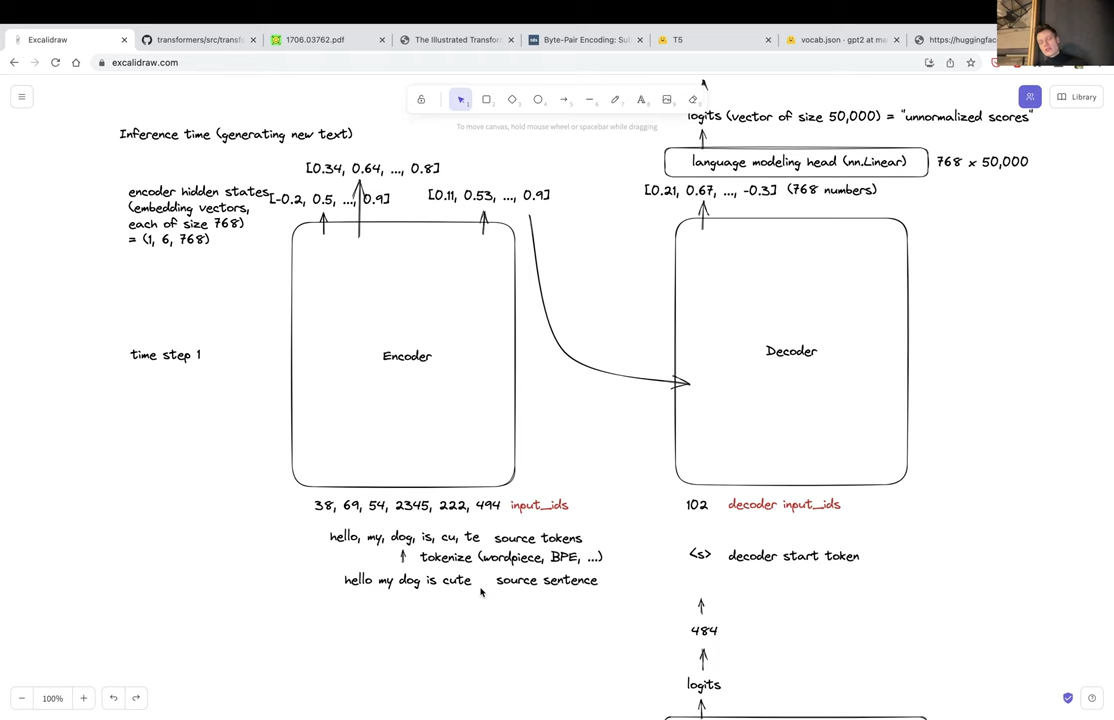 Excalidraw
transformers/src/transf
1706.03762.pdf
The Illustrated Transfor
Byte-Pair Encoding: Sul
T5
vocab.json · gpt2 at ma
https://huggingfac
excalidraw.com
Library
To move canvas, hold mouse wheel or spacebar while dragging
logits (vector of size 50,000) = "unnormalized scores"
Inference time (generating new text)
language modeling head (nn.Linear)
768 x 50,000
[0.34, 0.64, ..., 0.8]
encoder hidden states
(embedding vectors,
each of size 768)
= (1, 6, 768)
[-0.2, 0.5, ..., 0.9]
[0.11, 0.53, ..., 0.9]
[0.21, 0.67, ..., -0.3] (768 numbers)
time step 1
Encoder
Decoder
38, 69, 54, 2345, 222, 494 input_ids
102 decoder input_ids
hello, my, dog, is, cu, te source tokens
tokenize (wordpiece, BPE, ...)
<s> decoder start token
hello my dog is cute source sentence
484
logits
100%